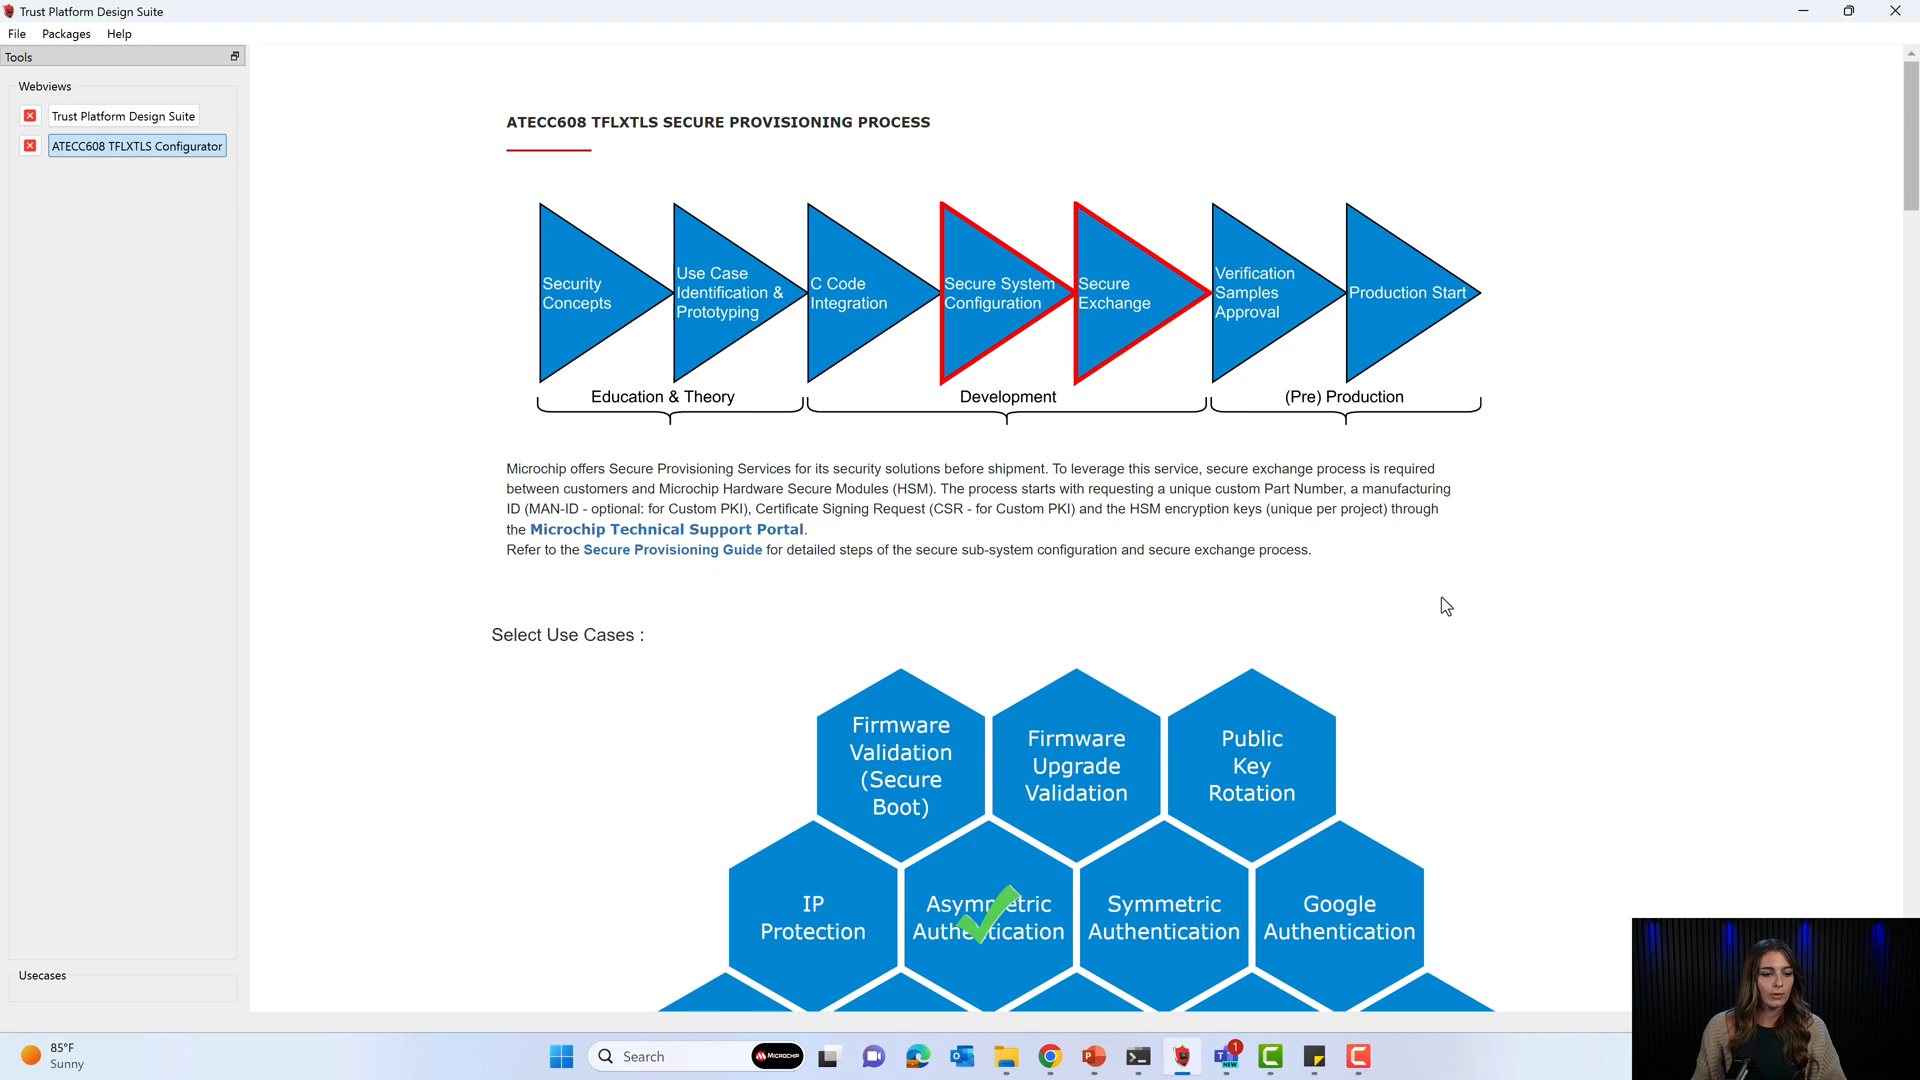 Trust Platform Design Suite
File Packages Help
Tools
Webviews
Trust Platform Design Suite
ATECC608 TFLXTLS Configurator
Usecases
ATECC608 TFLXTLS SECURE PROVISIONING PROCESS
Security
Concepts
Use Case
Identification &
Prototyping
C Code
Integration
Secure System
Configuration
Secure
Exchange
Verification
Samples
Approval
Production Start
Education & Theory
Development
(Pre) Production
Microchip offers Secure Provisioning Services for its security solutions before shipment. To leverage this service, secure exchange process is required
between customers and Microchip Hardware Secure Modules (HSM). The process starts with requesting a unique custom Part Number, a manufacturing
ID (MAN-ID - optional: for Custom PKI), Certificate Signing Request (CSR - for Custom PKI) and the HSM encryption keys (unique per project) through
the Microchip Technical Support Portal.
Refer to the Secure Provisioning Guide for detailed steps of the secure sub-system configuration and secure exchange process.
Select Use Cases :
Firmware
Validation
(Secure
Boot)
Firmware
Upgrade
Validation
Public
Key
Rotation
IP
Protection
Asymmetric
Authentication
Symmetric
Authentication
Google
Authentication
85°F
Sunny
Search
MICROCHIP
1
NEW